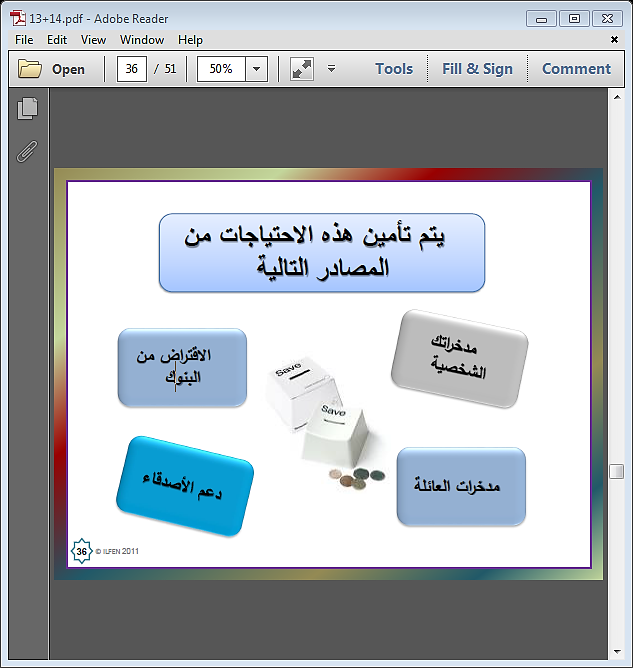 13+14.pdf - Adobe Reader
File Edit View Window Help
Open 36 / 51 50% Tools Fill & Sign Comment
يتم تأمين هذه الاحتياجات من
المصادر التالية
مدخراتك
الشخصية
الاقتراض من
البنوك
Save
Save
مدخرات العائلة
دعم الأصدقاء
36 © ILFEN 2011